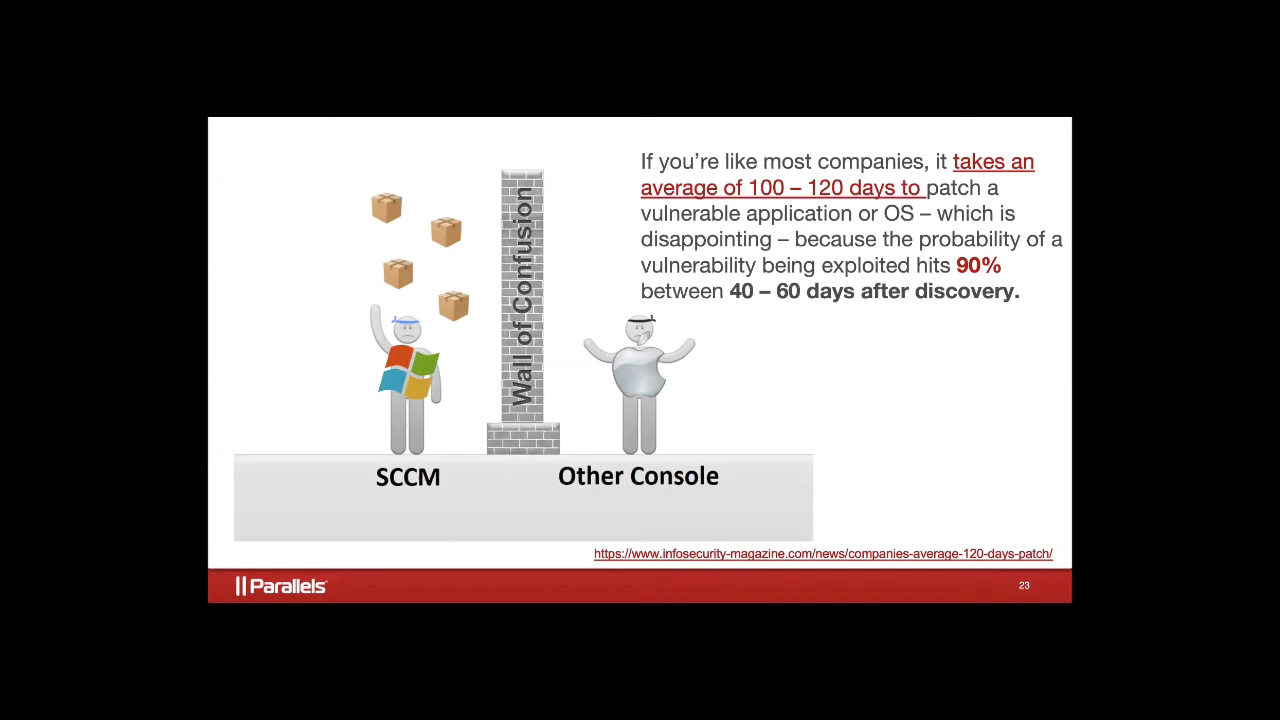 If you’re like most companies, it takes an
average of 100 – 120 days to patch a
vulnerable application or OS – which is
disappointing – because the probability of a
vulnerability being exploited hits 90%
between 40 – 60 days after discovery.
Wall of Confusion
SCCM
Other Console
https://www.infosecurity-magazine.com/news/companies-average-120-days-patch/
Parallels
23